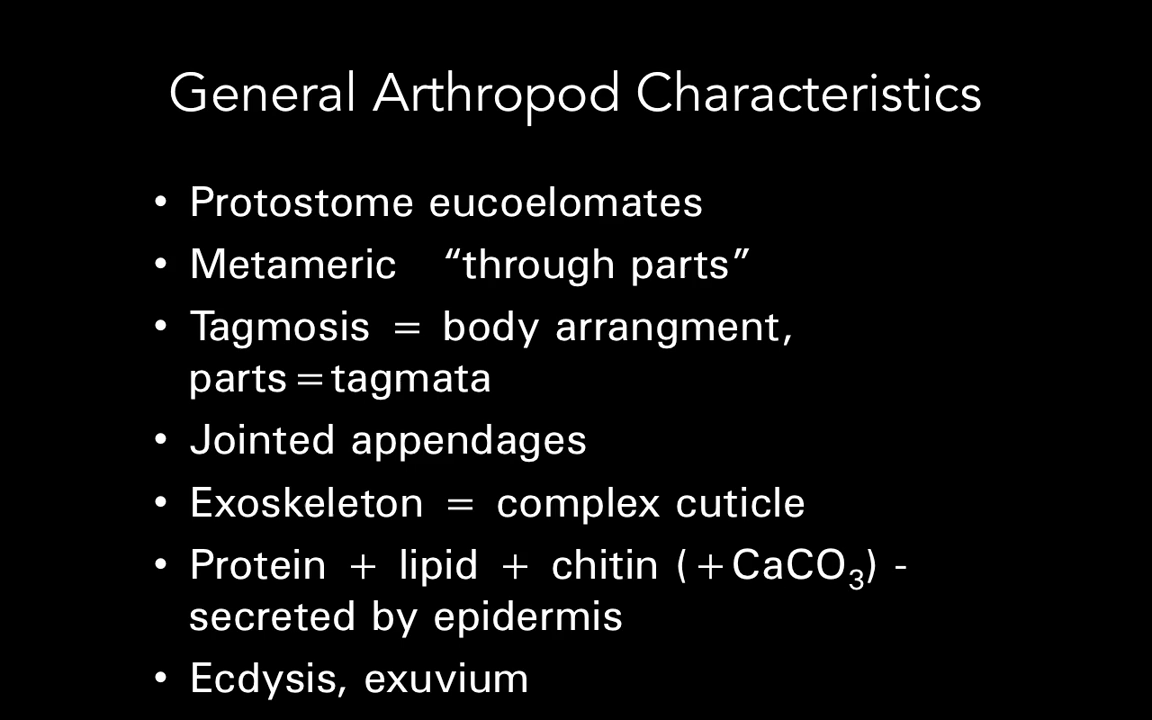 General Arthropod Characteristics
• Protostome eucoelomates
• Metameric “through parts”
• Tagmosis = body arrangment,
parts=tagmata
• Jointed appendages
• Exoskeleton = complex cuticle
• Protein + lipid + chitin (+CaCO₃) -
secreted by epidermis
• Ecdysis, exuvium